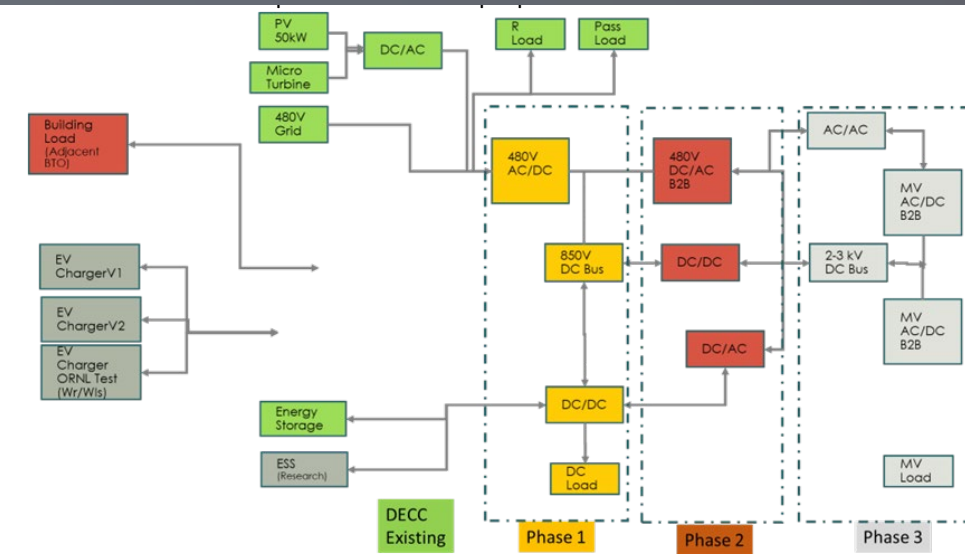 PV
50kW
DC/AC
R
Load
Pass
Load
Micro
Turbine
480V
Grid
Building
Load
(Adjacent
BTO)
480V
AC/DC
480V
DC/AC
B2B
AC/AC
MV
AC/DC
B2B
EV
ChargerV1
850V
DC Bus
DC/DC
2-3 kV
DC Bus
EV
ChargerV2
MV
AC/DC
B2B
EV
Charger
ORNL Test
(Wr/Wls)
DC/AC
Energy
Storage
DC/DC
ESS
(Research)
DC
Load
MV
Load
DECC
Existing
Phase 1
Phase 2
Phase 3